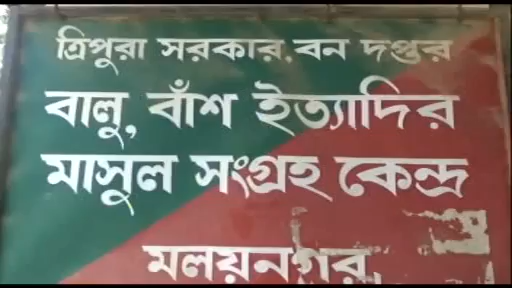 ত্রিপুরা সরকার, বন দপ্তর
বালু, বাঁশ ইত্যাদির
মাসুল সংগ্রহ কেন্দ্র
মলয়নগর,